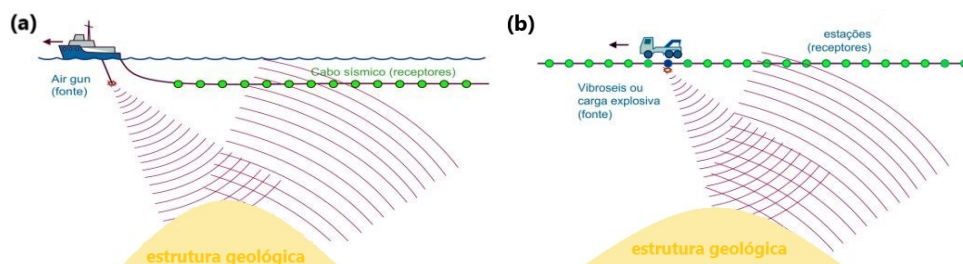 (a)
Air gun
(fonte)
Cabo sísmico (receptores)
estrutura geológica
(b)
estações
(receptores)
Vibroseis ou
carga explosiva
(fonte)
estrutura geológica